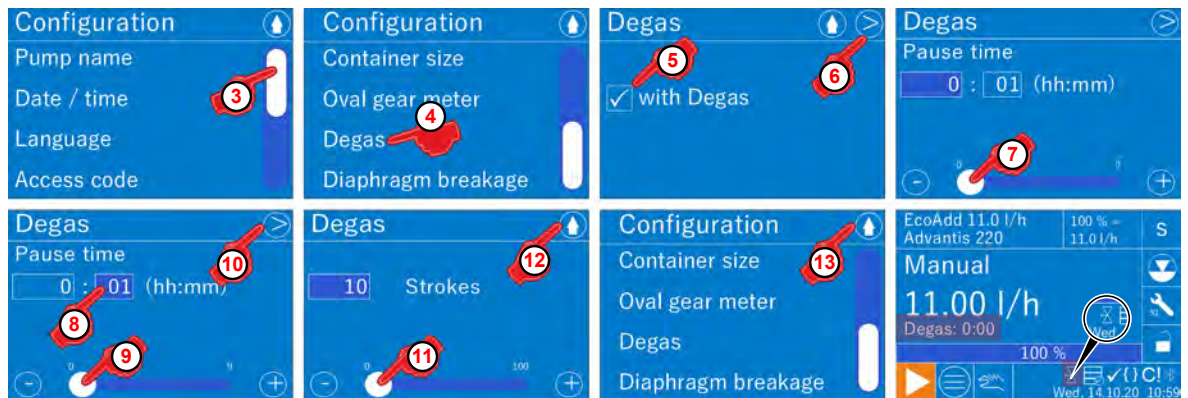 Configuration
Pump name
Date / time
Language
Access code
3
Configuration
Container size
Oval gear meter
Degas
Diaphragm breakage
4
Degas
with Degas
5
6
Degas
Pause time
0 : 01 (hh:mm)
7
0
- +
Degas
Pause time
0 : 01 (hh:mm)
8
9
10
0 9
- +
Degas
10 Strokes
11
12
100
- +
Configuration
Container size
Oval gear meter
Degas
Diaphragm breakage
13
EcoAdd 11.0 l/h 100 % =
Advantis 220 11.0 l/h
S
Manual
11.00 l/h
Degas: 0:00
Wed
100 %
✓{} C!
Wed, 14.10.20 10:59